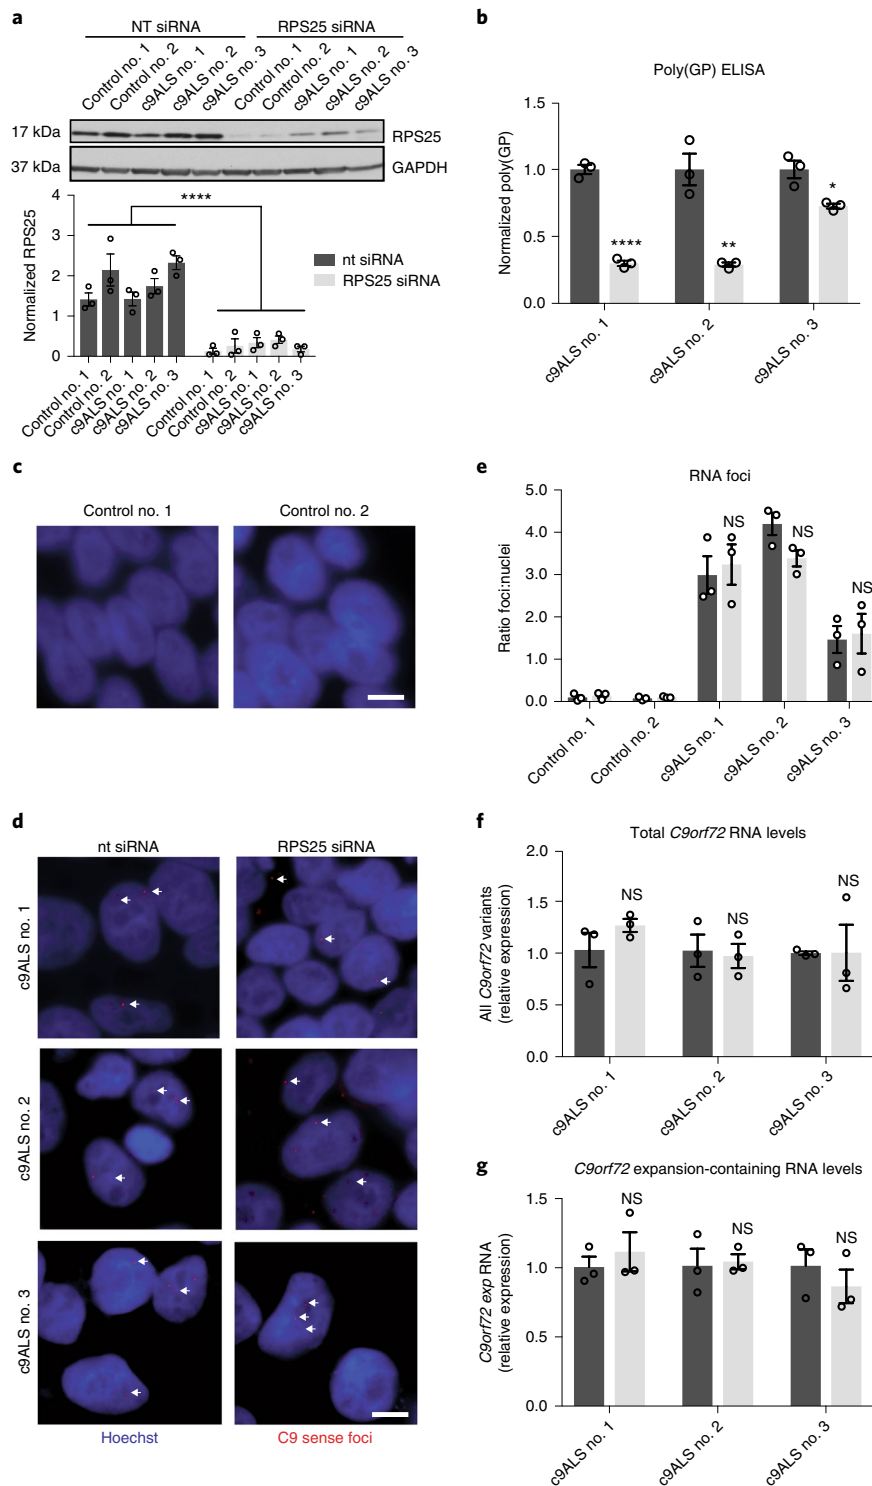 a
NT siRNA
RPS25 siRNA
Control no. 1
Control no. 2
c9ALS no. 1
c9ALS no. 2
c9ALS no. 3
Control no. 1
Control no. 2
c9ALS no. 1
c9ALS no. 2
c9ALS no. 3
17 kDa
RPS25
37 kDa
GAPDH
4
3
2
1
0
Normalized RPS25
****
nt siRNA
RPS25 siRNA
Control no. 1
Control no. 2
c9ALS no. 1
c9ALS no. 2
c9ALS no. 3
Control no. 1
Control no. 2
c9ALS no. 1
c9ALS no. 2
c9ALS no. 3
b
Poly(GP) ELISA
1.5
1.0
0.5
0.0
Normalized poly(GP)
****
**
*
c9ALS no. 1
c9ALS no. 2
c9ALS no. 3
c
Control no. 1
Control no. 2
e
RNA foci
5.0
4.0
3.0
2.0
1.0
0.0
Ratio foci:nuclei
NS
NS
NS
Control no. 1
Control no. 2
c9ALS no. 1
c9ALS no. 2
c9ALS no. 3
d
nt siRNA
RPS25 siRNA
c9ALS no. 1
c9ALS no. 2
c9ALS no. 3
Hoechst
C9 sense foci
f
Total C9orf72 RNA levels
2.0
1.5
1.0
0.5
0.0
All C9orf72 variants
(relative expression)
NS
NS
NS
c9ALS no. 1
c9ALS no. 2
c9ALS no. 3
g
C9orf72 expansion-containing RNA levels
1.5
1.0
0.5
0.0
C9orf72 exp RNA
(relative expression)
NS
NS
NS
c9ALS no. 1
c9ALS no. 2
c9ALS no. 3